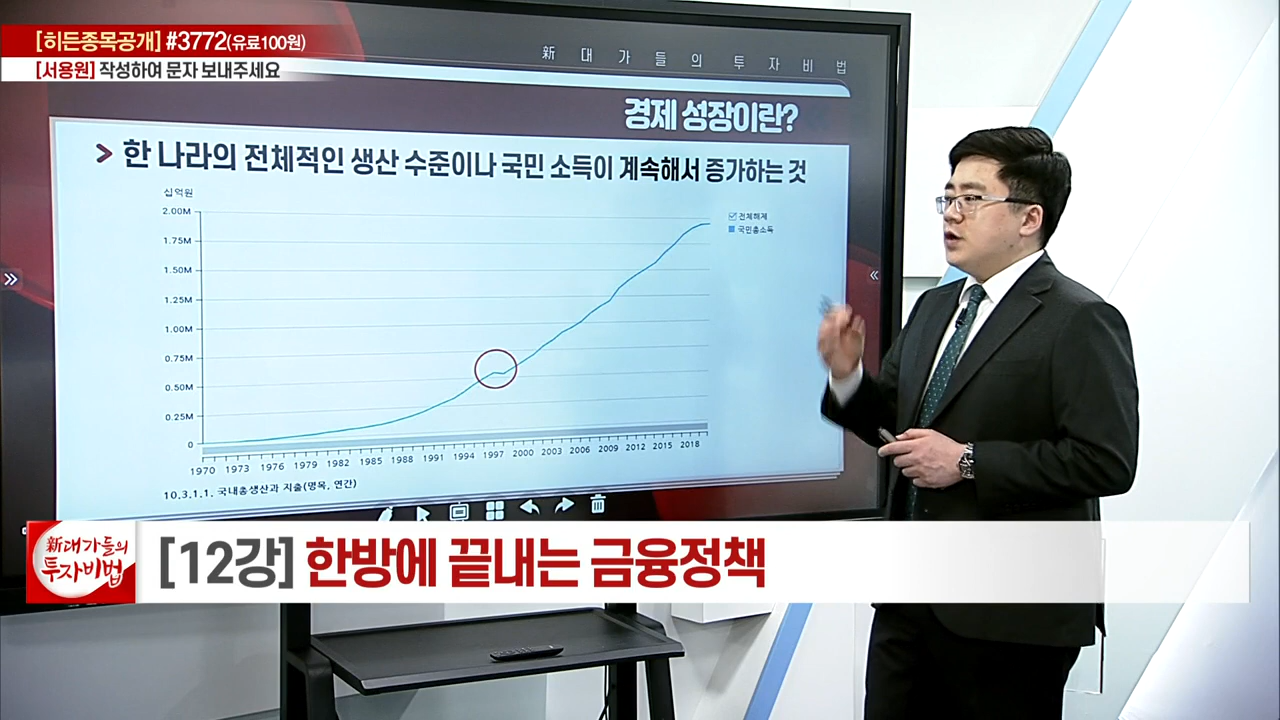 [히든종목공개] #3772(유료100원)
[서용원] 작성하여 문자 보내주세요
新 대 가 들 의 투 자 비 법
경제 성장이란?
한 나라의 전체적인 생산 수준이나 국민 소득이 계속해서 증가하는 것
십억원
2.00M
1.75M
1.50M
1.25M
1.00M
0.75M
0.50M
0.25M
0
전체해제
국민총소득
1970 1973 1976 1979 1982 1985 1988 1991 1994 1997 2000 2003 2006 2009 2012 2015 2018
10.3.1.1. 국내총생산과 지출(명목, 연간)
新대가들의
투자비법
[12강] 한방에 끝내는 금융정책